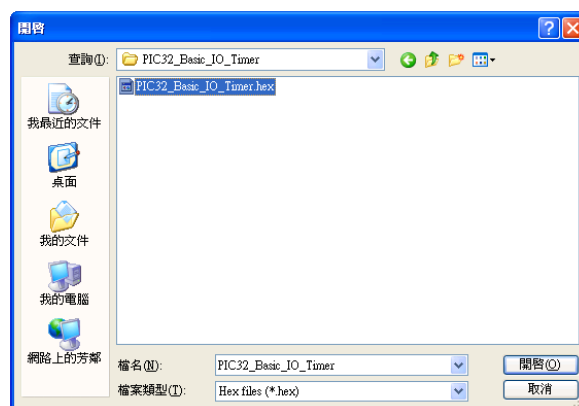 開啓
查詢(I): PIC32_Basic_IO_Timer
PIC32_Basic_IO_Timer.hex
我最近的文件
桌面
我的文件
我的電腦
網路上的芳鄰
檔名(N): PIC32_Basic_IO_Timer 開啓(O)
檔案類型(T): Hex files (*.hex) 取消